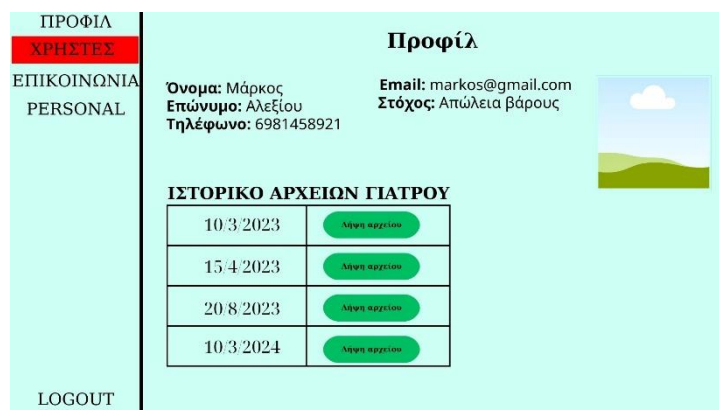 ΠΡΟΦΙΛ
ΧΡΗΣΤΕΣ
ΕΠΙΚΟΙΝΩΝΙΑ
PERSONAL
LOGOUT
Προφίλ
Όνομα: Μάρκος
Επώνυμο: Αλεξίου
Τηλέφωνο: 6981458921
Email: markos@gmail.com
Στόχος: Απώλεια βάρους
ΙΣΤΟΡΙΚΟ ΑΡΧΕΙΩΝ ΓΙΑΤΡΟΥ
10/3/2023 Λήψη αρχείου
15/4/2023 Λήψη αρχείου
20/8/2023 Λήψη αρχείου
10/3/2024 Λήψη αρχείου